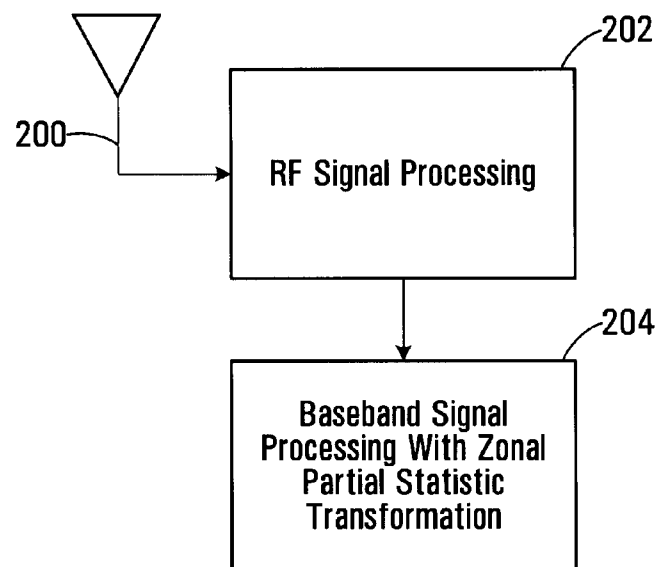 202
200
RF Signal Processing
204
Baseband Signal
Processing With Zonal
Partial Statistic
Transformation